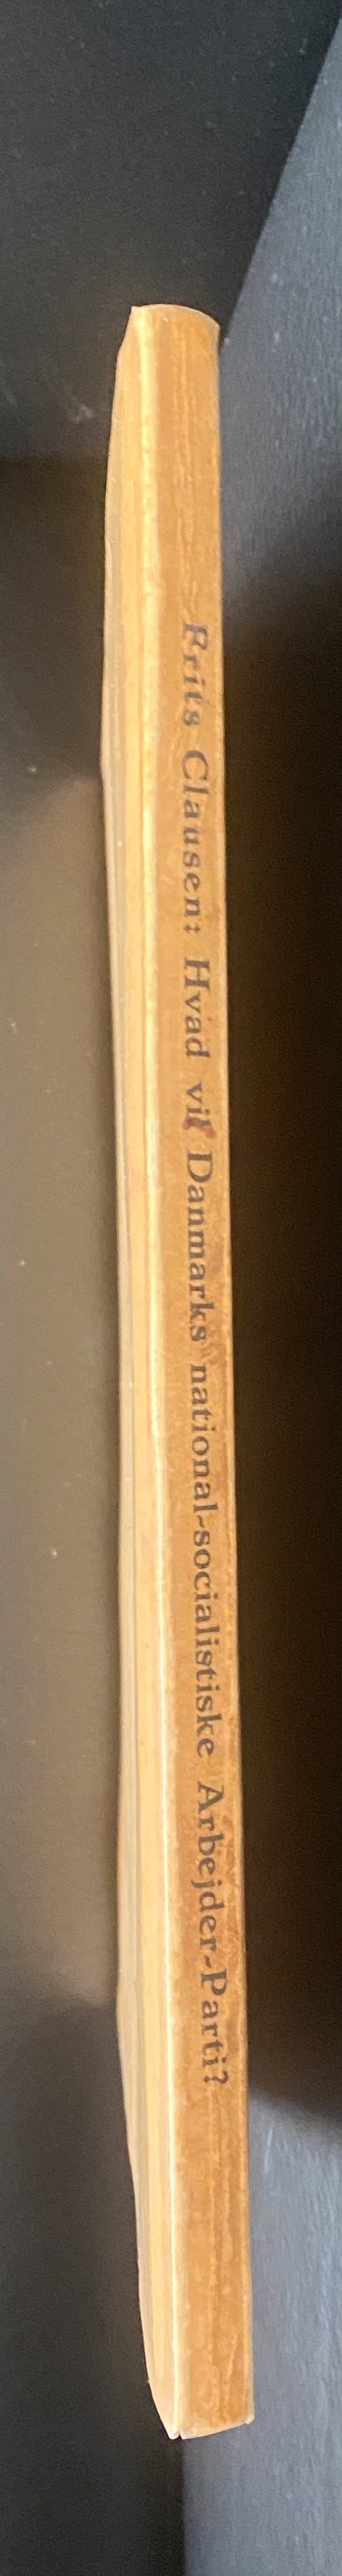 Frits Clausen: Hvad vil Danmarks national-socialistiske Arbejder-Parti?